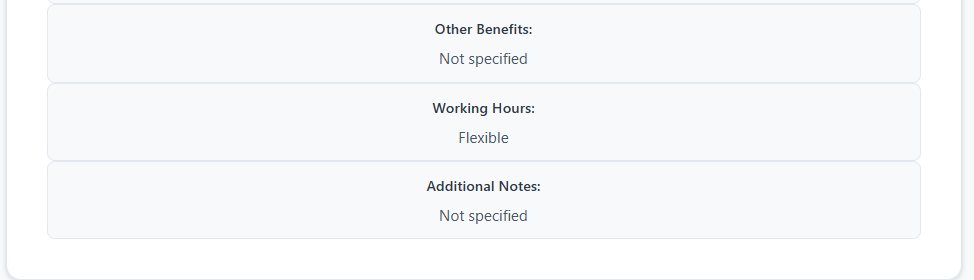 Other Benefits:
Not specified
Working Hours:
Flexible
Additional Notes:
Not specified